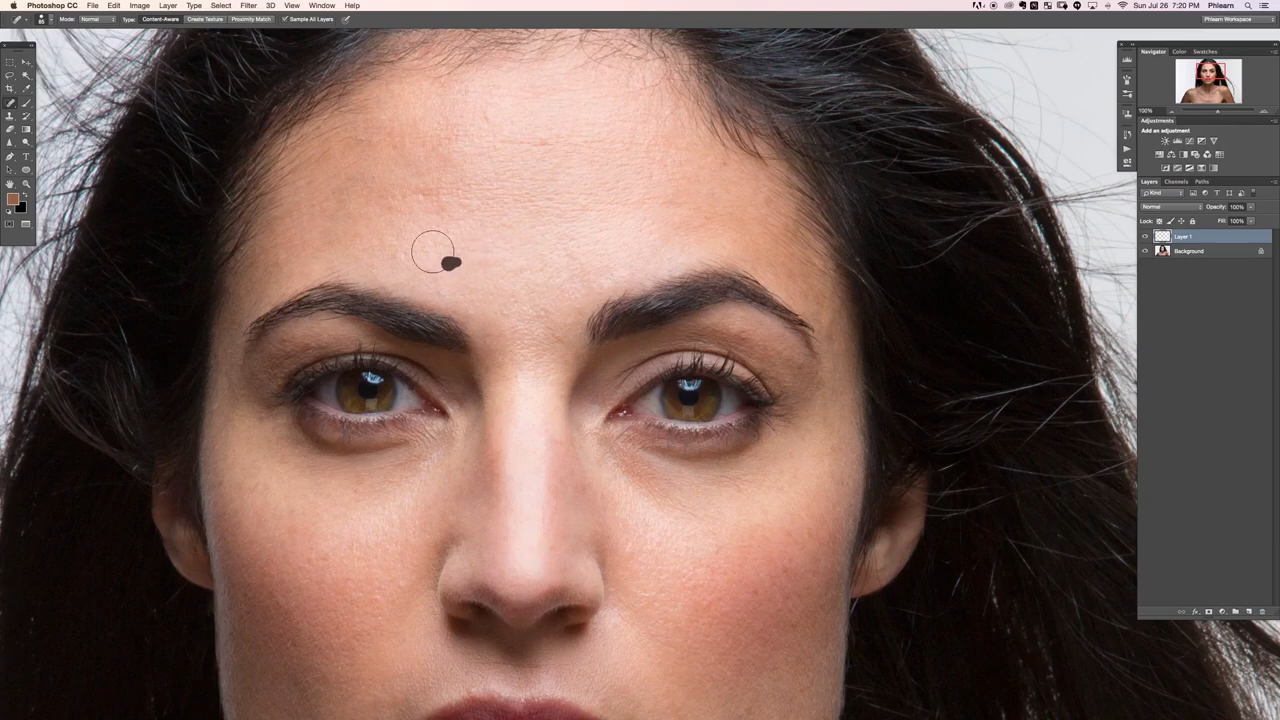 Photoshop CC File Edit Image Layer Type Select Filter 3D View Window Help Sun Jul 26 7:20 PM Phlearn
Mode: Normal Type: Content-Aware Create Texture Proximity Match Sample All Layers Phlearn Workspace
Navigator Color Swatches
100%
Adjustments
Add an adjustment
Layers Channels Paths
Kind
Normal Opacity: 100%
Lock: Fill: 100%
Layer 1
Background